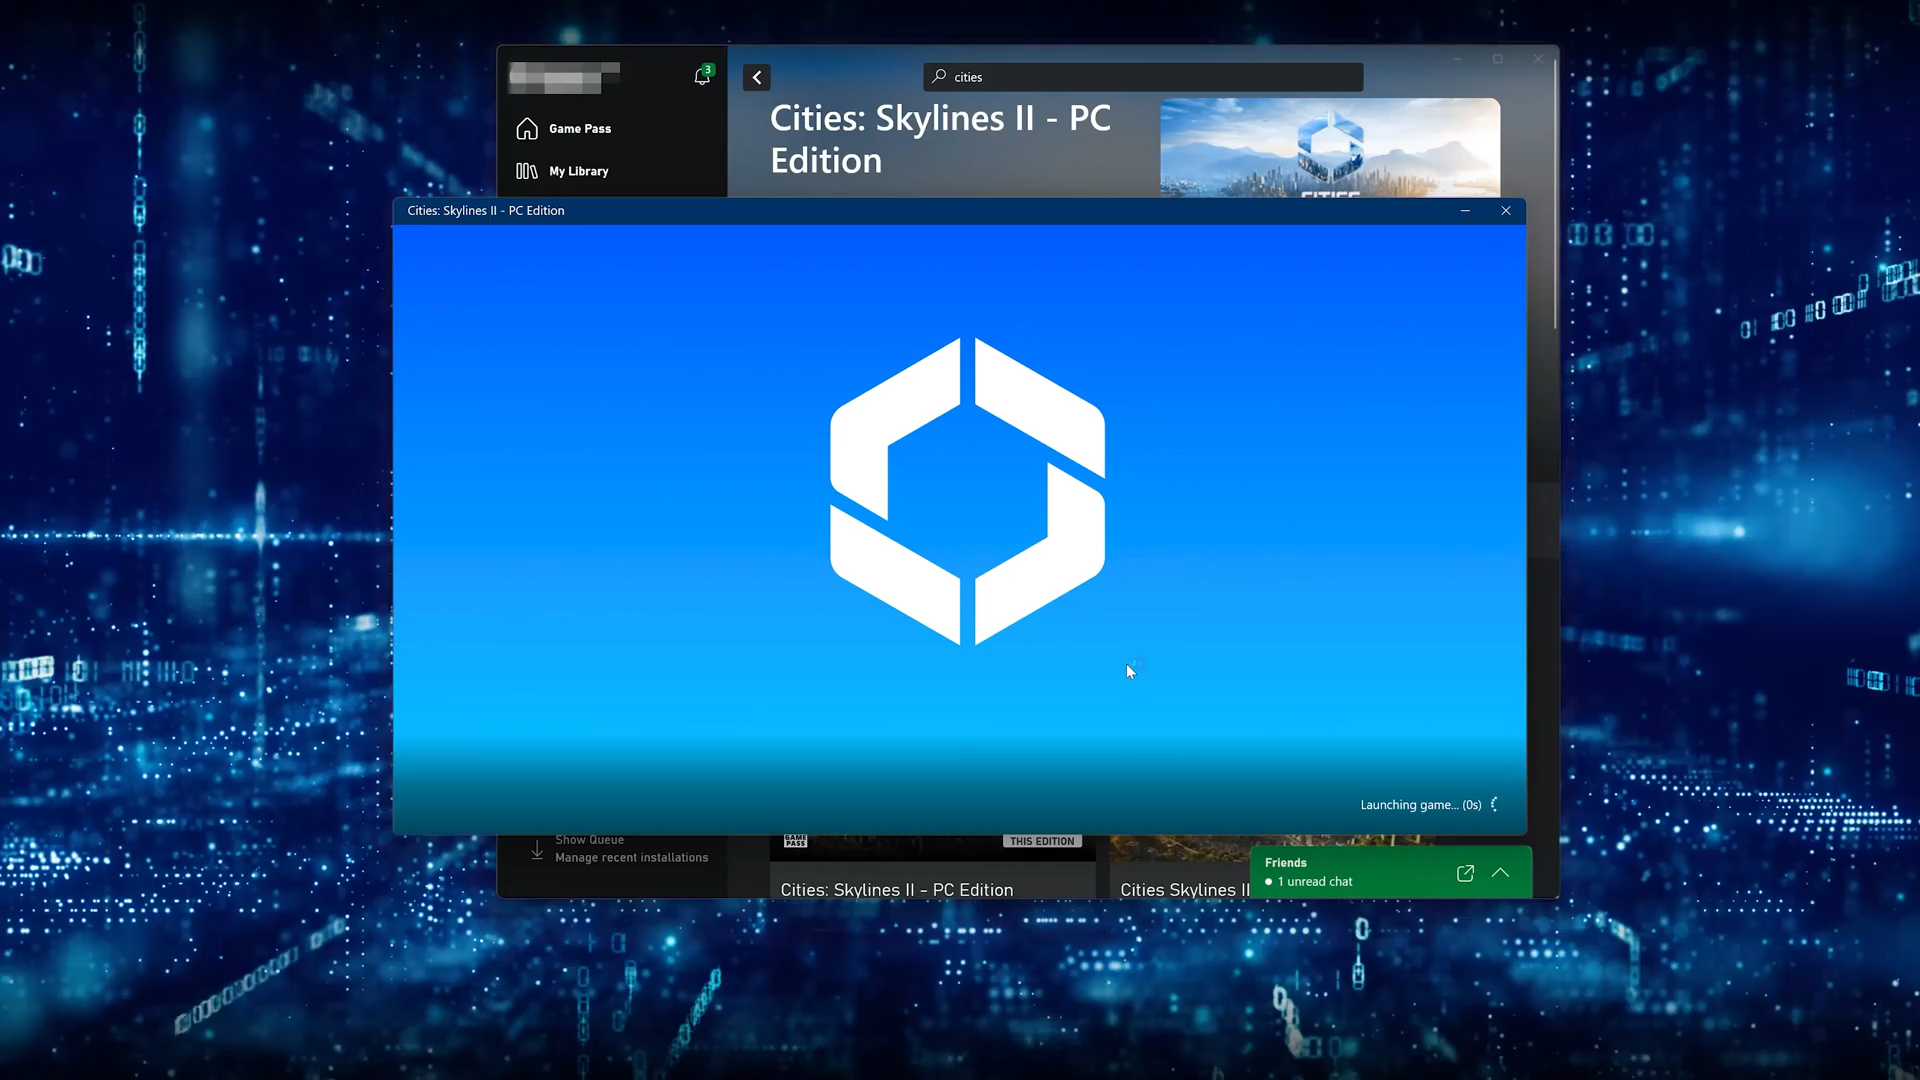 3
cities
Game Pass
My Library
Cities: Skylines II - PC
Edition
Cities: Skylines II - PC Edition
Launching game... (0s)
Show Queue
Manage recent installations
GAME
PASS
THIS EDITION
Cities: Skylines II - PC Edition
Cities Skylines II
Friends
1 unread chat